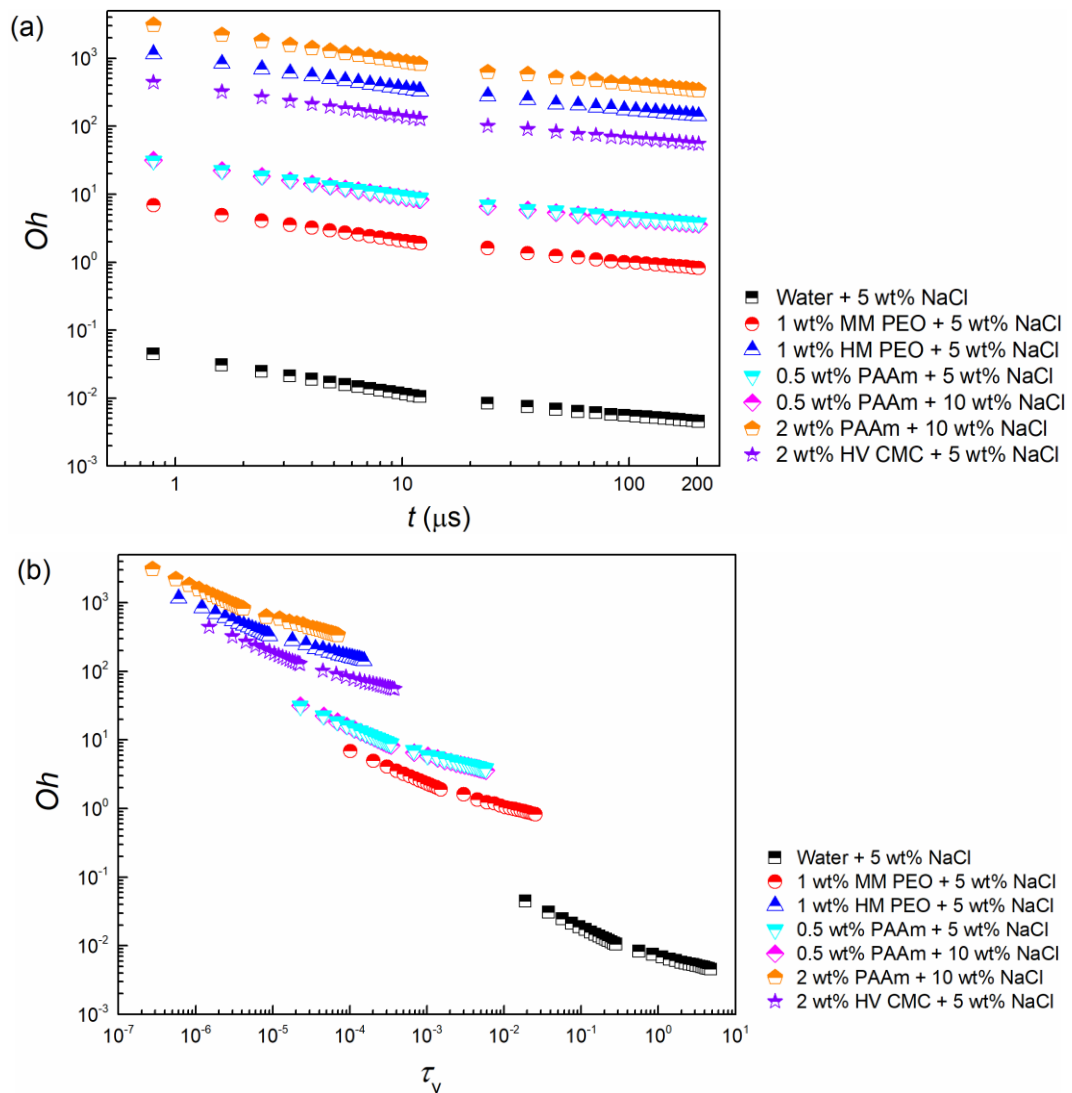 (a)
10³
10²
10¹
10⁰
10⁻¹
10⁻²
10⁻³
Oh
1
10
100
200
t (μs)
Water + 5 wt% NaCl
1 wt% MM PEO + 5 wt% NaCl
1 wt% HM PEO + 5 wt% NaCl
0.5 wt% PAAm + 5 wt% NaCl
0.5 wt% PAAm + 10 wt% NaCl
2 wt% PAAm + 10 wt% NaCl
2 wt% HV CMC + 5 wt% NaCl
(b)
10³
10²
10¹
10⁰
10⁻¹
10⁻²
10⁻³
Oh
10⁻⁷ 10⁻⁶ 10⁻⁵ 10⁻⁴ 10⁻³ 10⁻² 10⁻¹ 10⁰ 10¹
τᵥ
Water + 5 wt% NaCl
1 wt% MM PEO + 5 wt% NaCl
1 wt% HM PEO + 5 wt% NaCl
0.5 wt% PAAm + 5 wt% NaCl
0.5 wt% PAAm + 10 wt% NaCl
2 wt% PAAm + 10 wt% NaCl
2 wt% HV CMC + 5 wt% NaCl